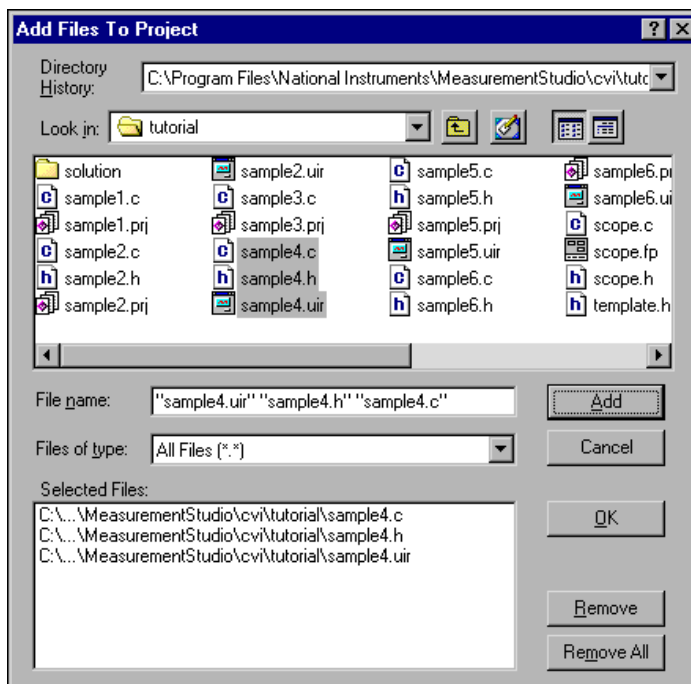 Add Files To Project
Directory History:
C:\Program Files\National Instruments\MeasurementStudio\cvi\tuto
Look in:
tutorial
solution
sample1.c
sample1.prj
sample2.c
sample2.h
sample2.prj
sample2.uir
sample3.c
sample3.prj
sample4.c
sample4.h
sample4.uir
sample5.c
sample5.h
sample5.prj
sample5.uir
sample6.c
sample6.h
sample6.pr
sample6.ui
scope.c
scope.fp
scope.h
template.h
File name:
"sample4.uir" "sample4.h" "sample4.c"
Add
Files of type:
All Files (*.*)
Cancel
Selected Files:
C:\...\MeasurementStudio\cvi\tutorial\sample4.c
C:\...\MeasurementStudio\cvi\tutorial\sample4.h
C:\...\MeasurementStudio\cvi\tutorial\sample4.uir
OK
Remove
Remove All